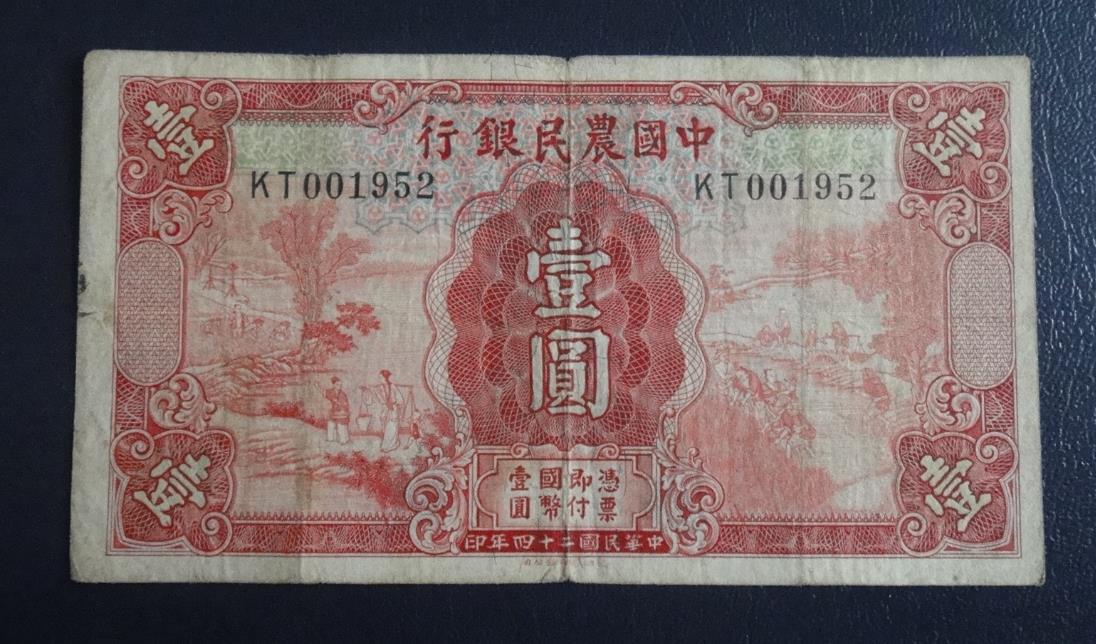 中國農民銀行
KT001952 KT001952
壹 壹
壹圓
憑票即付國幣壹圓
壹 壹
中華民國二十四年印